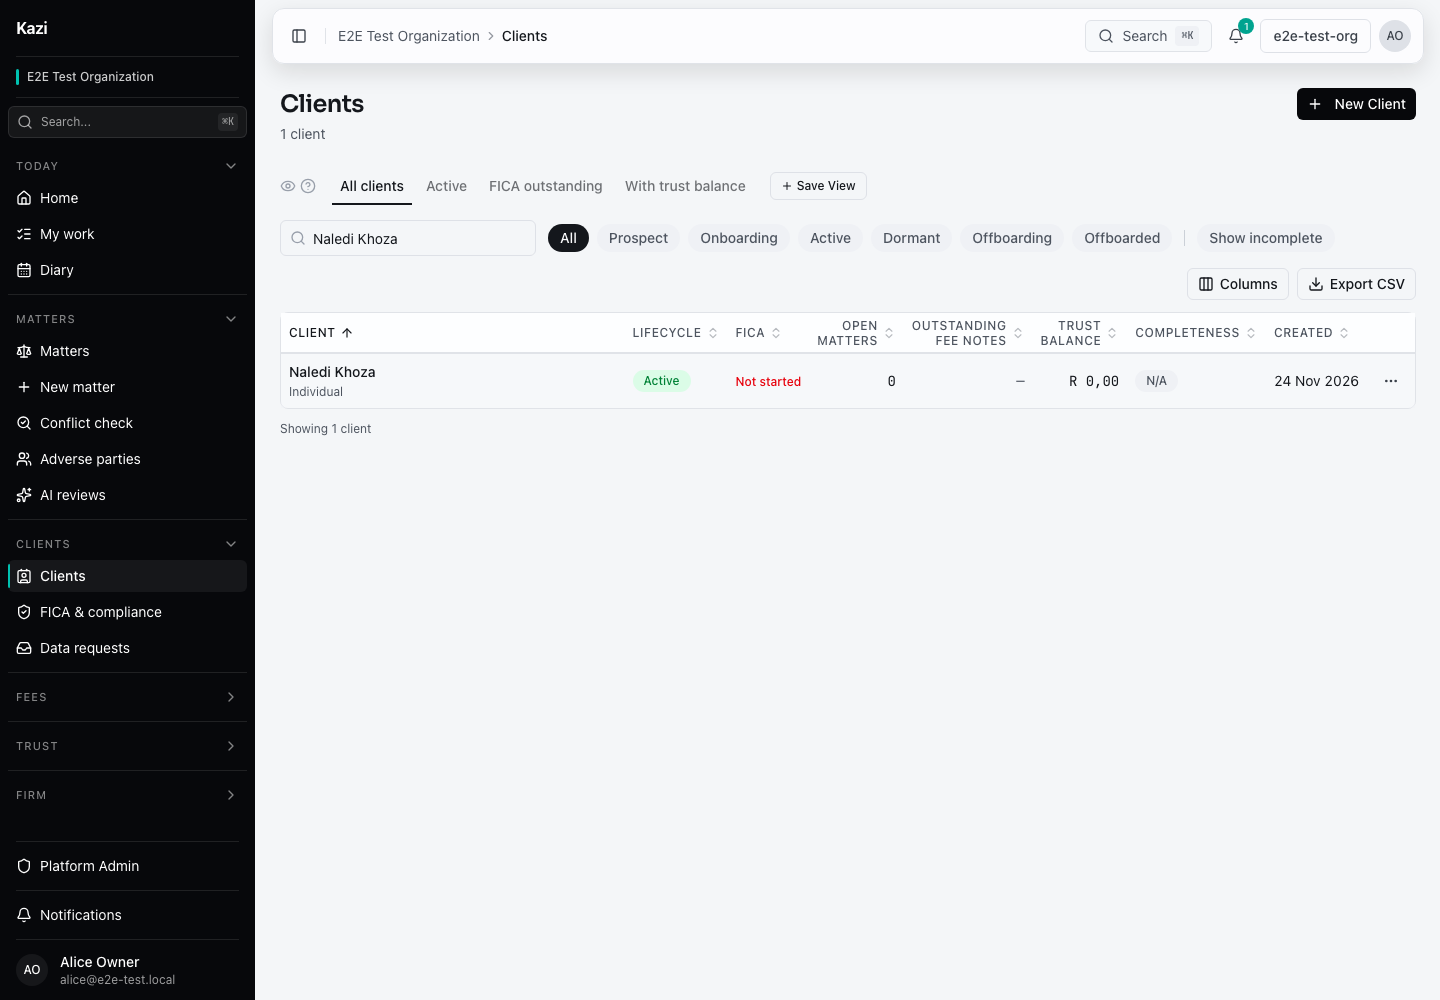 Kazi
E2E Test Organization
Search...
⌘K
TODAY
Home
My work
Diary
MATTERS
Matters
New matter
Conflict check
Adverse parties
AI reviews
CLIENTS
Clients
FICA & compliance
Data requests
FEES
TRUST
FIRM
Platform Admin
Notifications
AO
Alice Owner
alice@e2e-test.local
E2E Test Organization > Clients
Search ⌘K
1
e2e-test-org
AO
Clients
1 client
New Client
All clients Active FICA outstanding With trust balance + Save View
Naledi Khoza
All Prospect Onboarding Active Dormant Offboarding Offboarded Show incomplete
Columns Export CSV
CLIENT LIFECYCLE FICA OPEN MATTERS OUTSTANDING FEE NOTES TRUST BALANCE COMPLETENESS CREATED
Naledi Khoza
Individual
Active Not started 0 – R 0,00 N/A 24 Nov 2026
Showing 1 client